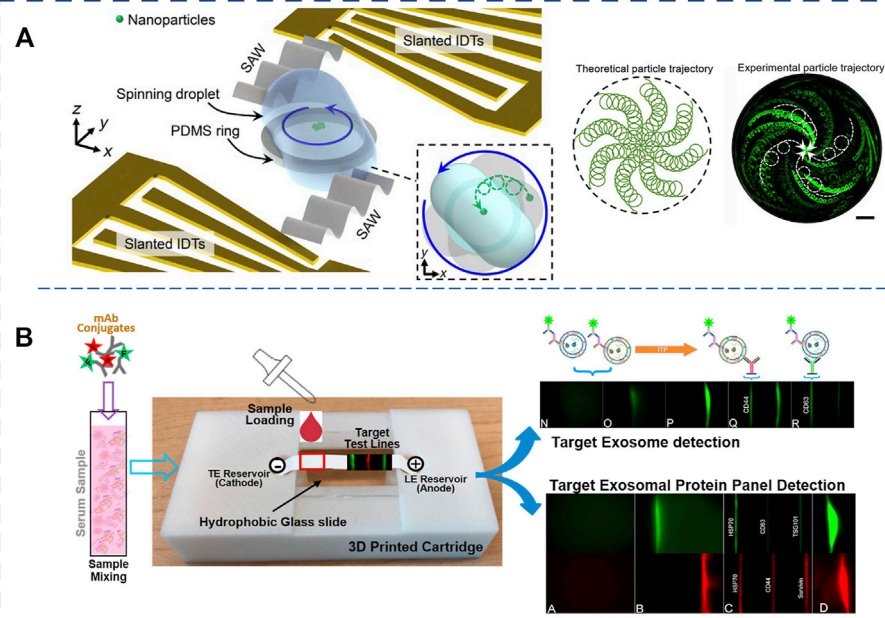 A
Nanoparticles
Slanted IDTs
SAW
Spinning droplet
PDMS ring
z
y
x
Slanted IDTs
SAW
y
x
Theoretical particle trajectory
Experimental particle trajectory
B
mAb
Conjugates
Serum Sample
Sample
Mixing
Sample
Loading
Target
Test Lines
TE Reservoir
(Cathode)
LE Reservoir
(Anode)
Hydrophobic Glass slide
3D Printed Cartridge
ITP
N
O
P
CD44
Q
CD63
R
Target Exosome detection
Target Exosomal Protein Panel Detection
HSP70
CD63
TSG101
HSP70
CD44
Survivin
A
B
C
D